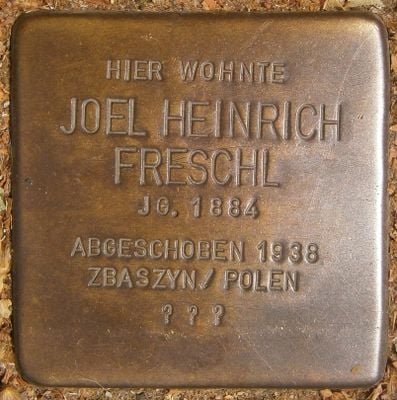 HIER WOHNTE
JOEL HEINRICH
FRESCHL
JG. 1884
ABGESCHOBEN 1938
ZBASZYN/POLEN
? ? ?